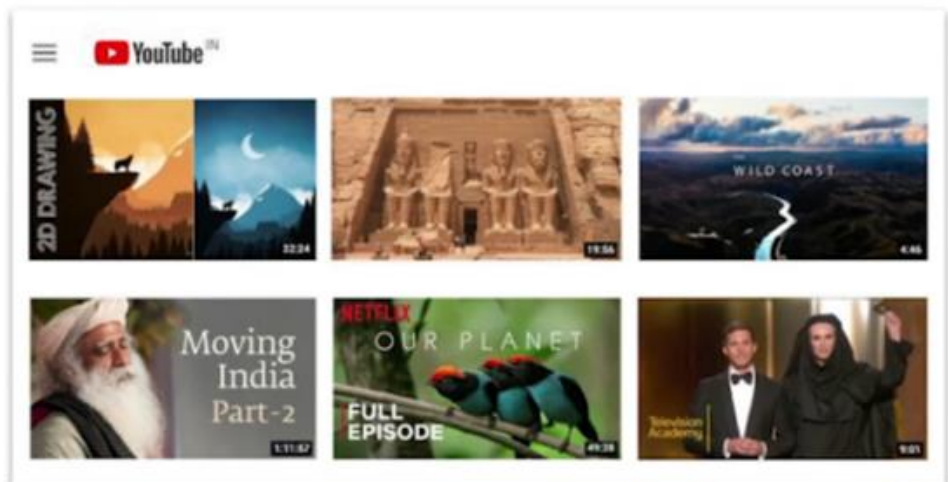 YouTube IN
2D DRAWING
32:24
19:56
WILD COAST
4:46
Moving
India
Part-2
1:11:57
NETFLIX
OUR PLANET
FULL
EPISODE
49:28
Television
Academy
9:01